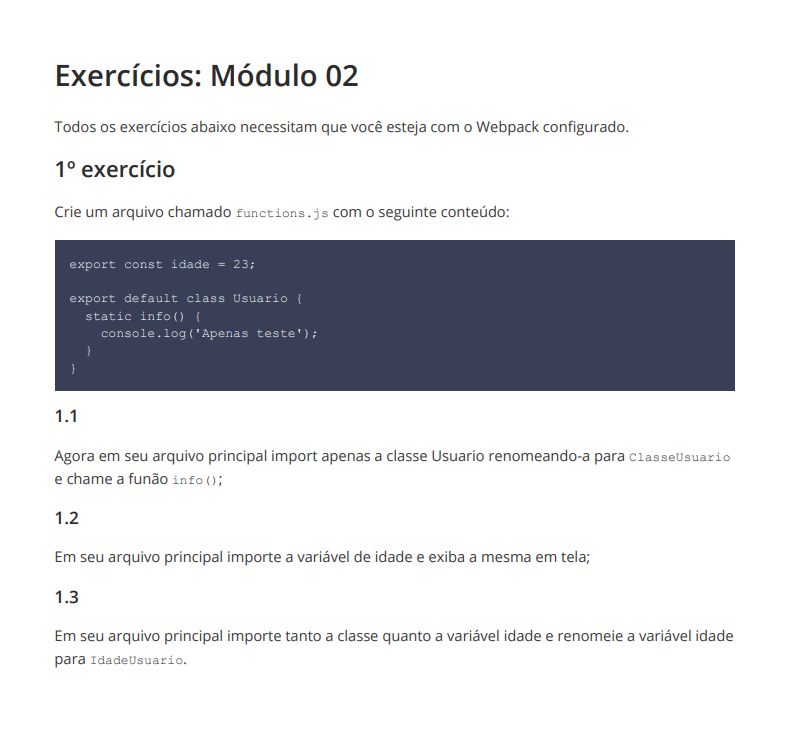 Exercícios: Módulo 02
Todos os exercícios abaixo necessitam que você esteja com o Webpack configurado.
1º exercício
Crie um arquivo chamado functions.js com o seguinte conteúdo:
export const idade = 23;
export default class Usuario {
  static info() {
    console.log('Apenas teste');
  }
}
1.1
Agora em seu arquivo principal import apenas a classe Usuario renomeando-a para ClasseUsuario
e chame a funão info();
1.2
Em seu arquivo principal importe a variável de idade e exiba a mesma em tela;
1.3
Em seu arquivo principal importe tanto a classe quanto a variável idade e renomeie a variável idade
para IdadeUsuario.